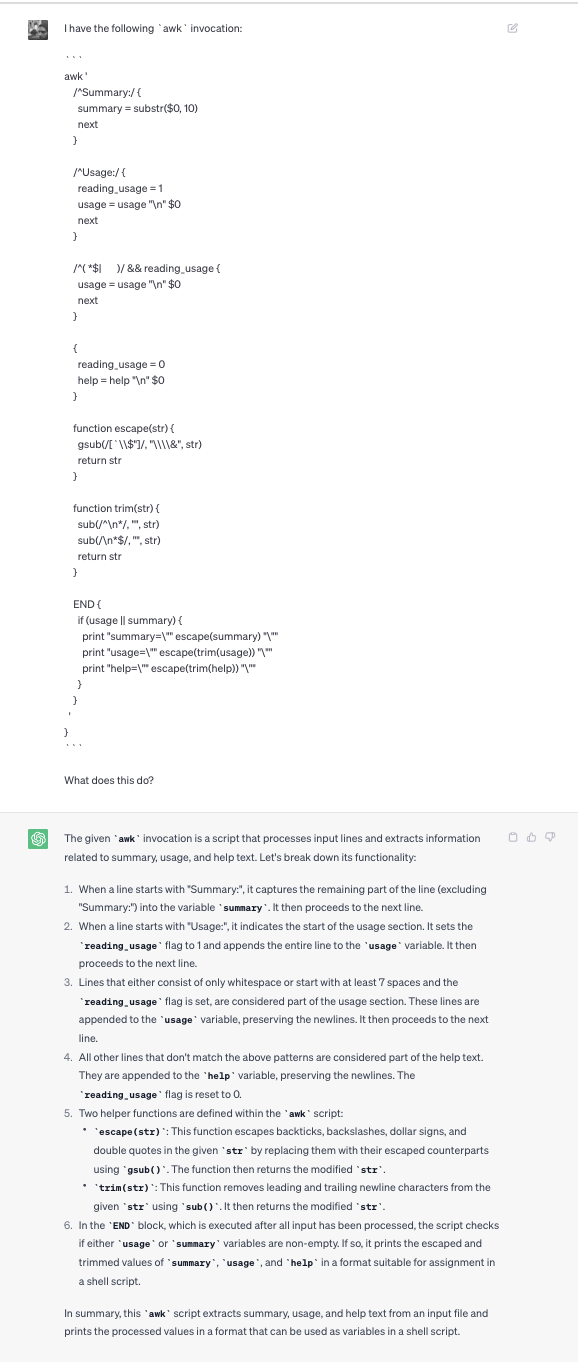 I have the following `awk` invocation:
```
awk '
/^Summary:/ {
summary = substr($0, 10)
next
}
/^Usage:/ {
reading_usage = 1
usage = usage "\n" $0
next
}
/^( *$|       )/ && reading_usage {
usage = usage "\n" $0
next
}
{
reading_usage = 0
help = help "\n" $0
}
function escape(str) {
gsub(/[`\\$"]/, "\\\\&", str)
return str
}
function trim(str) {
sub(/^\n*/, "", str)
sub(/\n*$/, "", str)
return str
}
END {
if (usage || summary) {
print "summary=\"" escape(summary) "\""
print "usage=\"" escape(trim(usage)) "\""
print "help=\"" escape(trim(help)) "\""
}
}
'
}
```
What does this do?
The given `awk` invocation is a script that processes input lines and extracts information
related to summary, usage, and help text. Let's break down its functionality:
1. When a line starts with "Summary:", it captures the remaining part of the line (excluding
"Summary:") into the variable `summary`. It then proceeds to the next line.
2. When a line starts with "Usage:", it indicates the start of the usage section. It sets the
`reading_usage` flag to 1 and appends the entire line to the `usage` variable. It then
proceeds to the next line.
3. Lines that either consist of only whitespace or start with at least 7 spaces and the
`reading_usage` flag is set, are considered part of the usage section. These lines are
appended to the `usage` variable, preserving the newlines. It then proceeds to the next
line.
4. All other lines that don't match the above patterns are considered part of the help text.
They are appended to the `help` variable, preserving the newlines. The
`reading_usage` flag is reset to 0.
5. Two helper functions are defined within the `awk` script:
• `escape(str)`: This function escapes backticks, backslashes, dollar signs, and
double quotes in the given `str` by replacing them with their escaped counterparts
using `gsub()`. The function then returns the modified `str`.
• `trim(str)`: This function removes leading and trailing newline characters from the
given `str` using `sub()`. It then returns the modified `str`.
6. In the `END` block, which is executed after all input has been processed, the script checks
if either `usage` or `summary` variables are non-empty. If so, it prints the escaped and
trimmed values of `summary`, `usage`, and `help` in a format suitable for assignment in
a shell script.
In summary, this `awk` script extracts summary, usage, and help text from an input file and
prints the processed values in a format that can be used as variables in a shell script.